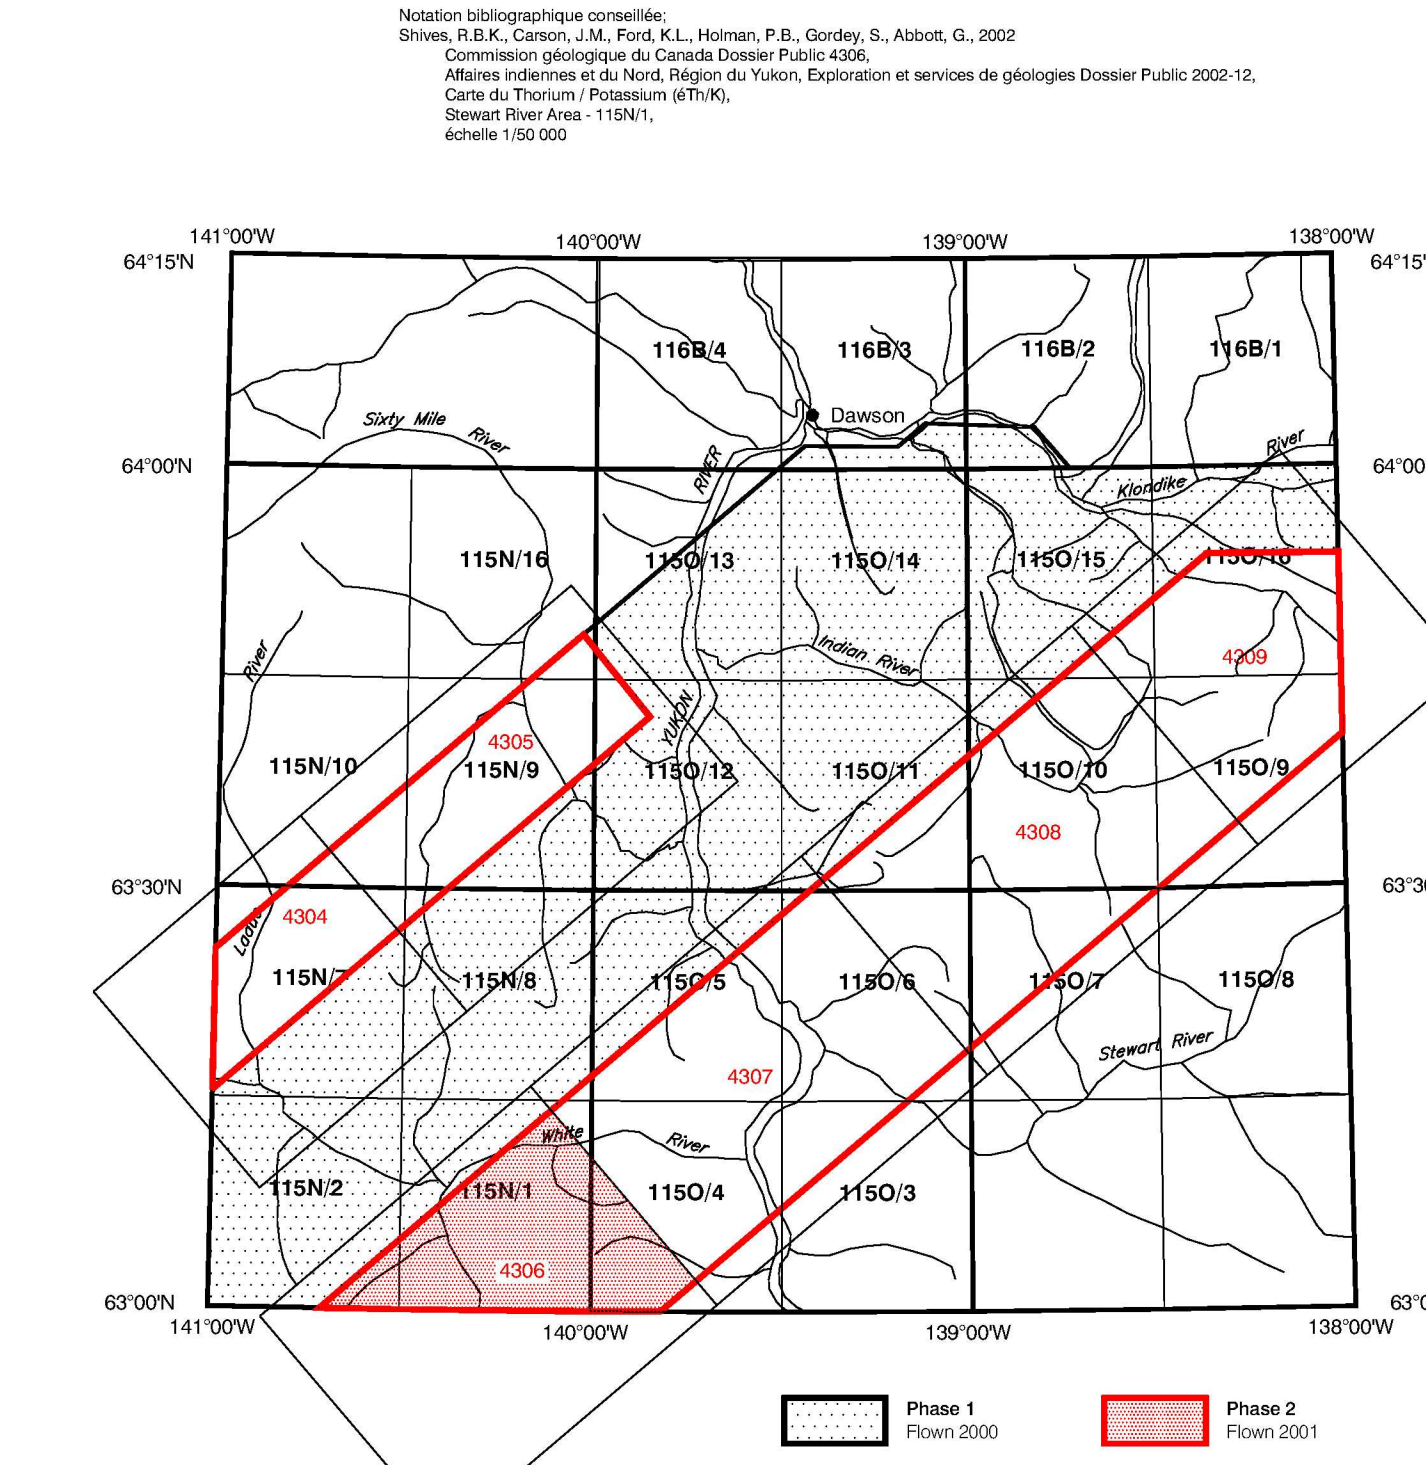 Notation bibliographique conseillée;
Shives, R.B.K., Carson, J.M., Ford, K.L., Holman, P.B., Gordey, S., Abbott, G., 2002
Commission géologique du Canada Dossier Public 4306,
Affaires indiennes et du Nord, Région du Yukon, Exploration et services de géologies Dossier Public 2002-12,
Carte du Thorium / Potassium (éTh/K),
Stewart River Area - 115N/1,
échelle 1/50 000
141°00'W 140°00'W 139°00'W 138°00'W
64°15'N 64°15'
116B/4 116B/3 116B/2 116B/1
Dawson
Sixty Mile River
RIVER
River
64°00'N 64°00
Klondike
115N/16 115O/13 115O/14 115O/15 115O/16
River
Indian River
4309
YUKON
4305
115N/10 115N/9 115O/12 115O/11 115O/10 115O/9
4308
63°30'N 63°3
4304
115N/7 115N/8 115O/5 115O/6 115O/7 115O/8
Stewart River
4307
White River
115N/2 115N/1 115O/4 115O/3
4306
63°00'N 63°
141°00'W 140°00'W 139°00'W 138°00'W
Phase 1
Flown 2000
Phase 2
Flown 2001